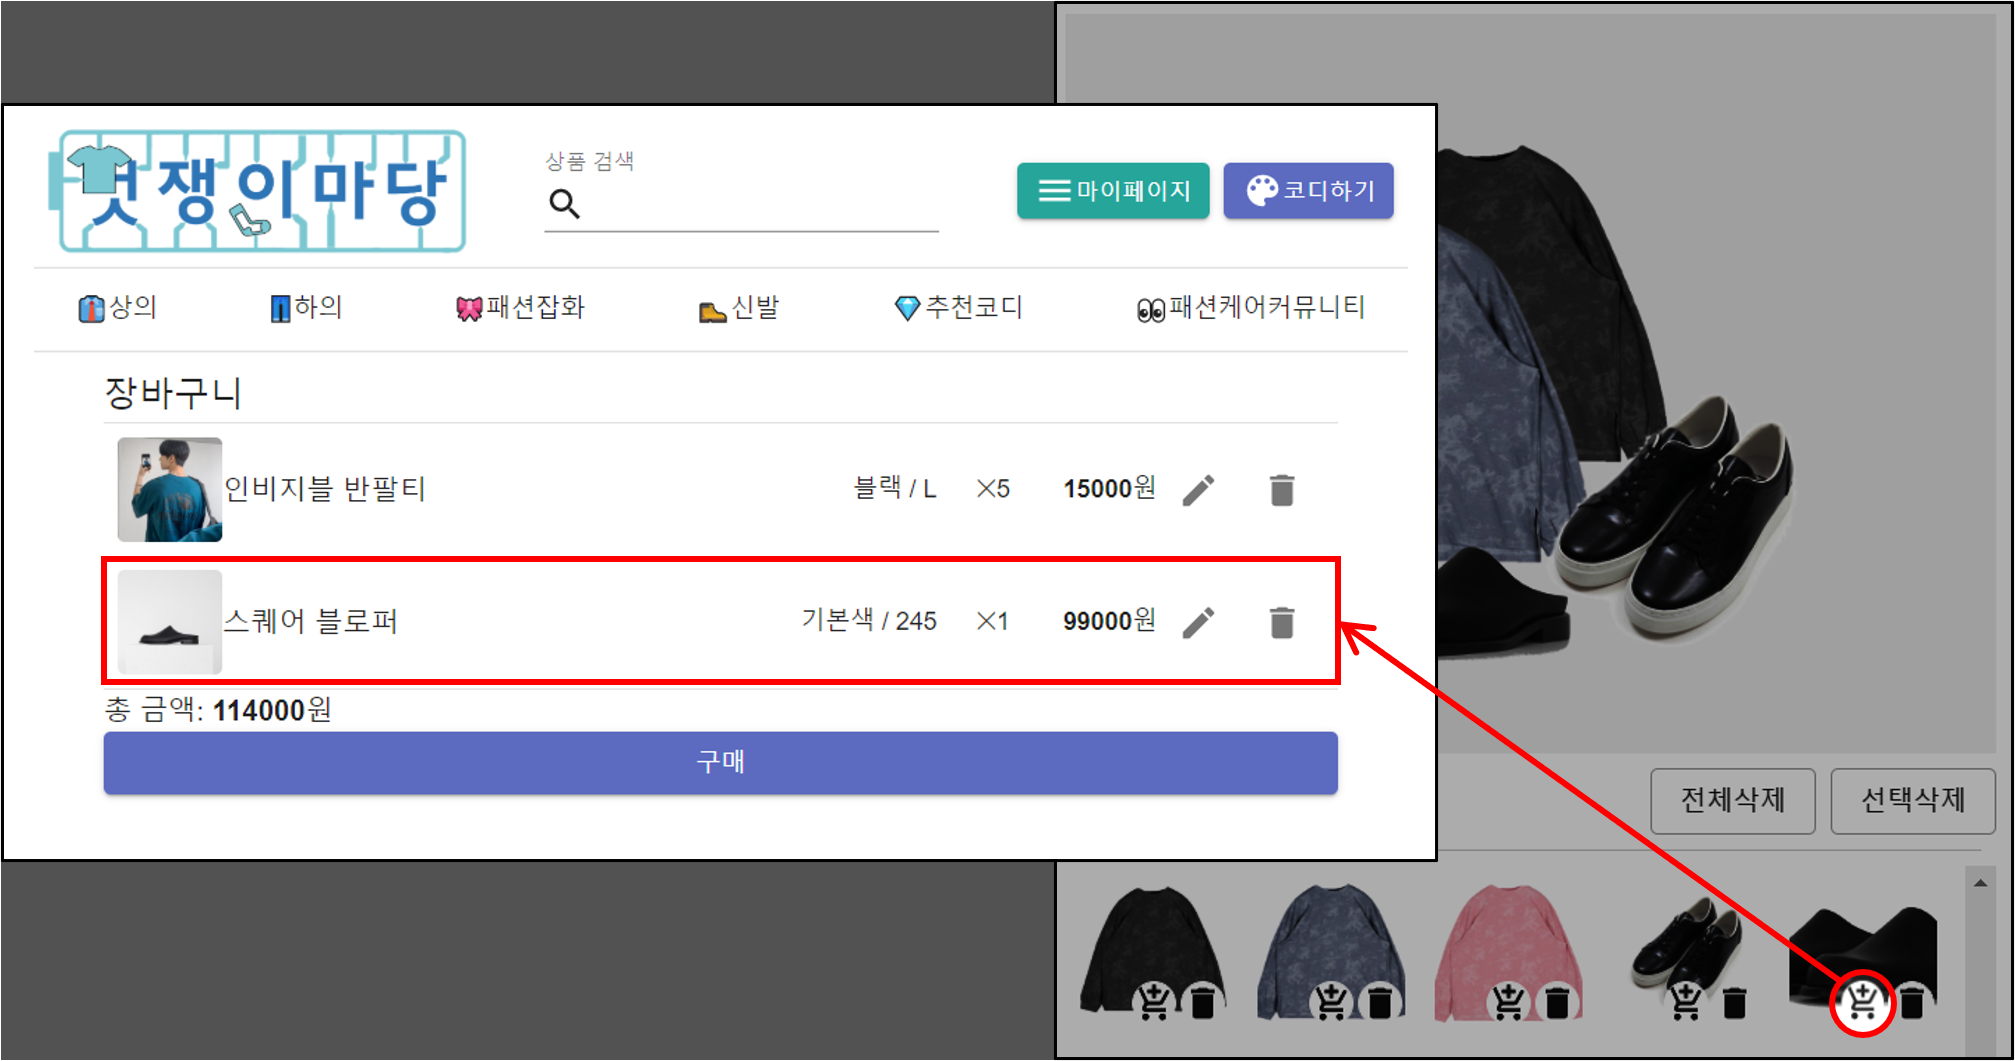 멋쟁이마당
상품 검색
마이페이지
코디하기
상의
하의
패션잡화
신발
추천코디
패션케어커뮤니티
장바구니
인비지블 반팔티 블랙 / L ×5 15000원
스퀘어 블로퍼 기본색 / 245 ×1 99000원
총 금액: 114000원
구매
전체삭제
선택삭제